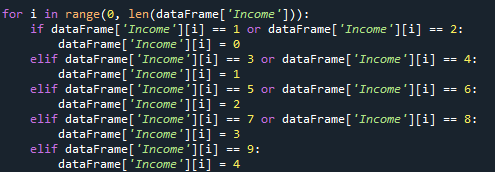 for i in range(0, len(dataFrame['Income'])):
    if dataFrame['Income'][i] == 1 or dataFrame['Income'][i] == 2:
        dataFrame['Income'][i] = 0
    elif dataFrame['Income'][i] == 3 or dataFrame['Income'][i] == 4:
        dataFrame['Income'][i] = 1
    elif dataFrame['Income'][i] == 5 or dataFrame['Income'][i] == 6:
        dataFrame['Income'][i] = 2
    elif dataFrame['Income'][i] == 7 or dataFrame['Income'][i] == 8:
        dataFrame['Income'][i] = 3
    elif dataFrame['Income'][i] == 9:
        dataFrame['Income'][i] = 4